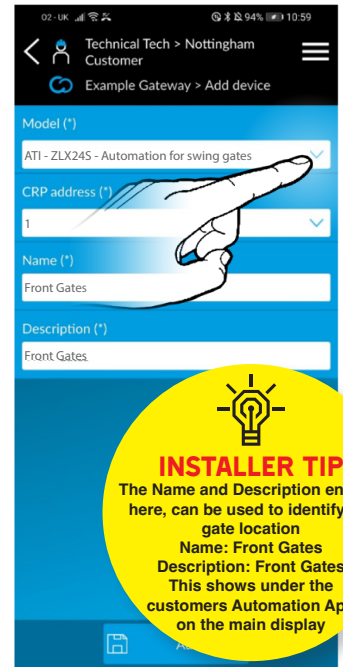 02 - UK 94% 10:59
Technical Tech > Nottingham
Customer
Example Gateway > Add device
Model (*)
ATI - ZLX24S - Automation for swing gates
CRP address (*)
1
Name (*)
Front Gates
Description (*)
Front Gates
INSTALLER TIP
The Name and Description
here, can be used to identify
gate location
Name: Front Gates
Description: Front Gates
This shows under the
customers Automation
on the main display